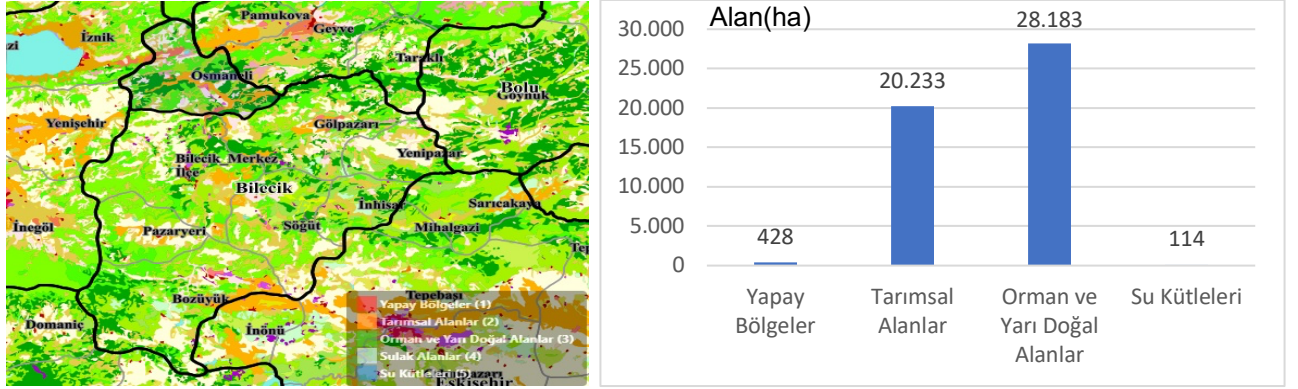 Pamukova
İznik
Geyve
Taraklı
Osmaneli
Bolu
Göynük
Yenişehir
Gölpazarı
Bilecik Merkez
İlçe
Yenipazar
Bilecik
İnhisar
Sarıcakaya
İnegöl
Pazaryeri
Söğüt
Mihalgazi
Bozüyük
Tepebaşı
Domaniç
İnönü
Eskişehir
Yapay Bölgeler (1)
Tarımsal Alanlar (2)
Orman ve Yarı Doğal Alanlar (3)
Sulak Alanlar (4)
Su Kütleleri (5)
Alan(ha)
30.000
25.000
20.000
15.000
10.000
5.000
0
428
20.233
28.183
114
Yapay
Bölgeler
Tarımsal
Alanlar
Orman ve
Yarı Doğal
Alanlar
Su Kütleleri